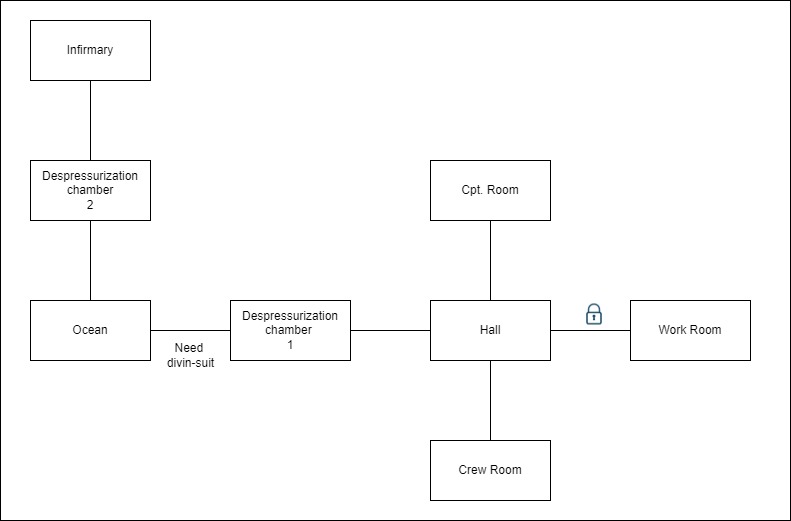 Infirmary
Despressurization
chamber
2
Cpt. Room
Ocean
Need
divin-suit
Despressurization
chamber
1
Hall
Work Room
Crew Room